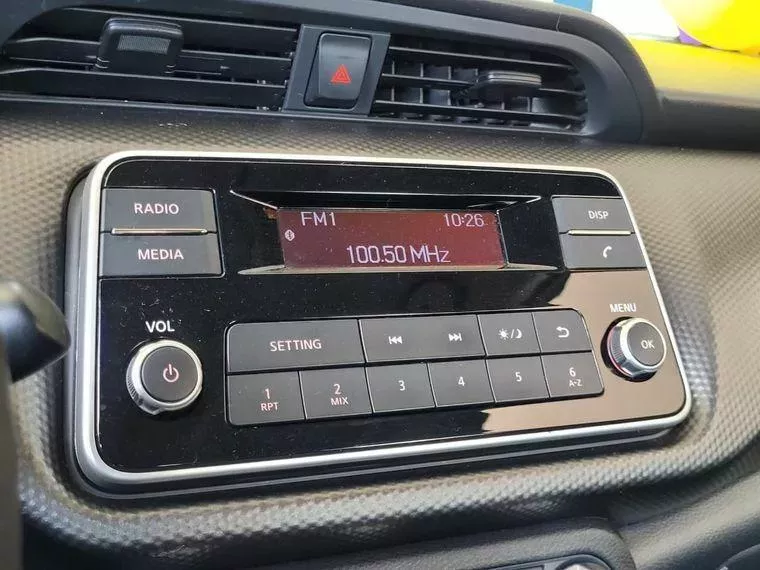 RADIO
MEDIA
FM1 10:26
100.50 MHz
DISP
VOL
MENU
OK
SETTING
1
RPT
2
MIX
3
4
5
6
A-Z